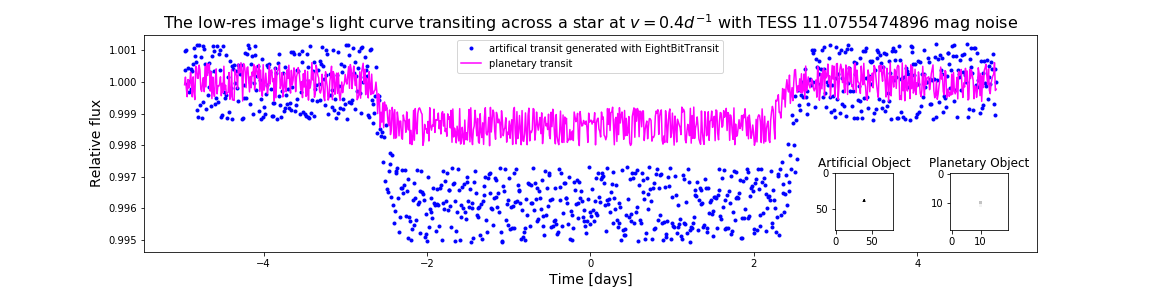 The low-res image's light curve transiting across a star at v = 0.4d⁻¹ with TESS 11.0755474896 mag noise
artifical transit generated with EightBitTransit
planetary transit
Relative flux
1.001
1.000
0.999
0.998
0.997
0.996
0.995
Artificial Object
Planetary Object
0
50
0
50
0
10
0
10
−4
−2
0
2
4
Time [days]